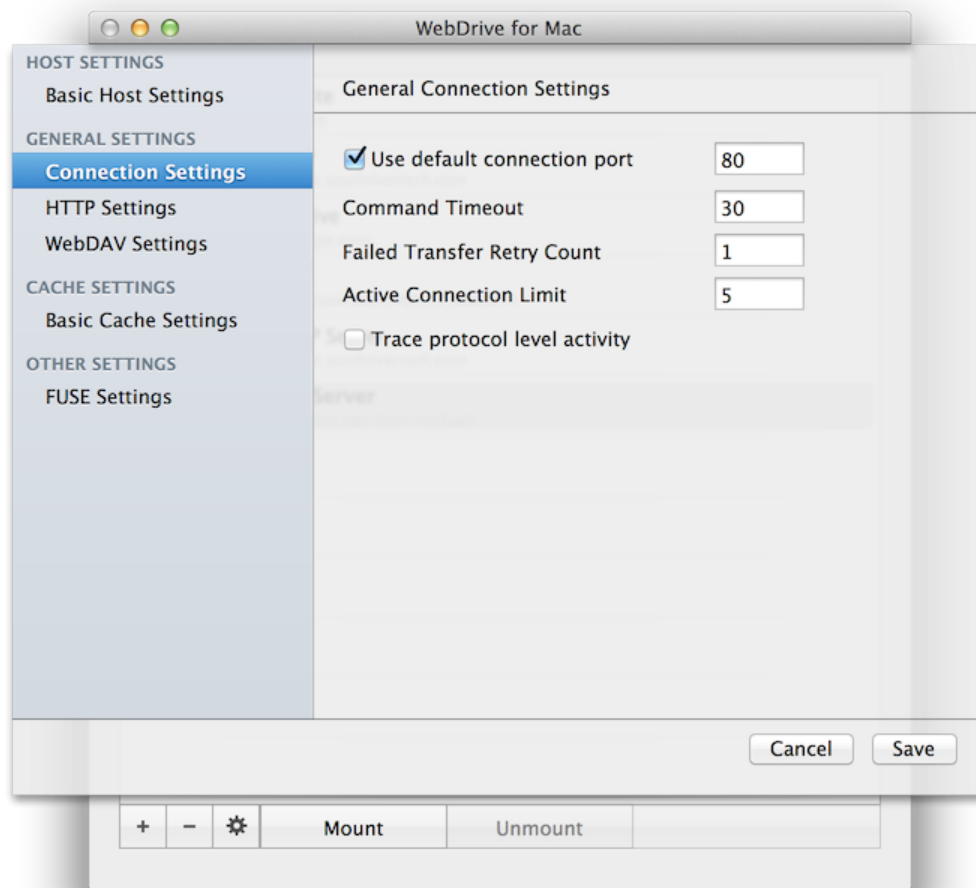 WebDrive for Mac
HOST SETTINGS
Basic Host Settings
GENERAL SETTINGS
Connection Settings
HTTP Settings
WebDAV Settings
CACHE SETTINGS
Basic Cache Settings
OTHER SETTINGS
FUSE Settings
General Connection Settings
Use default connection port 80
Command Timeout 30
Failed Transfer Retry Count 1
Active Connection Limit 5
Trace protocol level activity
Server
Cancel Save
+ − Mount Unmount